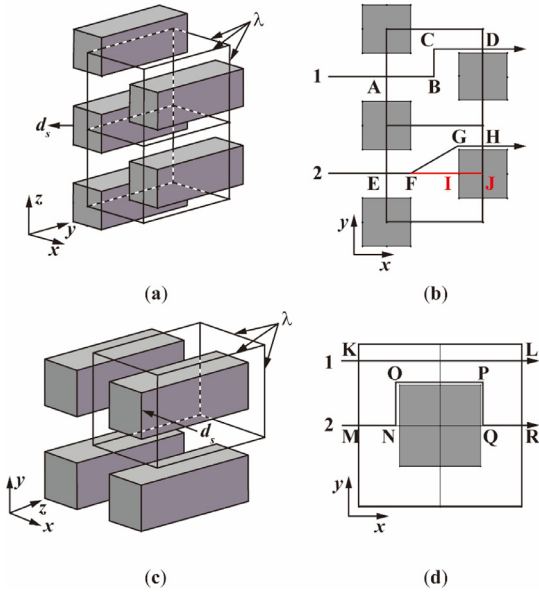 λ
d_s
z
y
x
(a)
C D
1
A B
G H
2
E F I J
y
x
(b)
λ
d_s
y
z
x
(c)
K L
1
O P
2
M N Q R
y
x
(d)